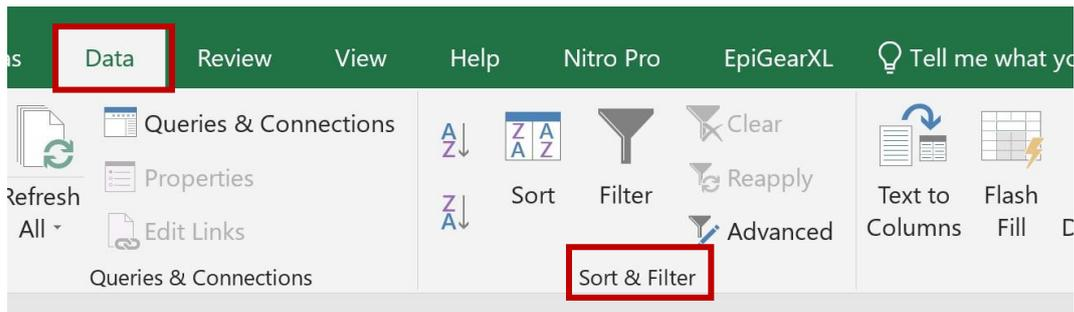 as Data Review View Help Nitro Pro EpiGearXL Tell me what yo
Queries & Connections
Properties
Edit Links
Refresh
All
Queries & Connections
A
Z
Z
A
Z A
A Z
Sort
Filter
Clear
Reapply
Advanced
Sort & Filter
Text to
Columns
Flash
Fill
D